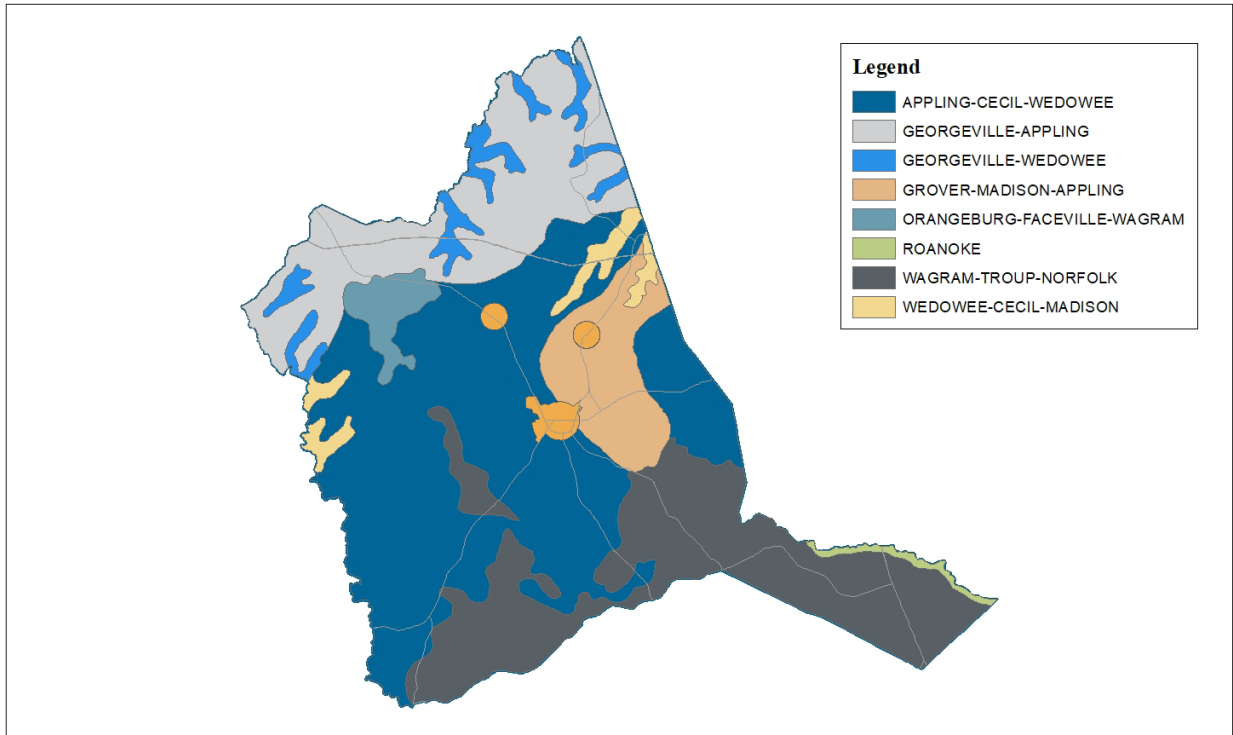 Legend
APPLING-CECIL-WEDOWEE
GEORGEVILLE-APPLING
GEORGEVILLE-WEDOWEE
GROVER-MADISON-APPLING
ORANGEBURG-FACEVILLE-WAGRAM
ROANOKE
WAGRAM-TROUP-NORFOLK
WEDOWEE-CECIL-MADISON